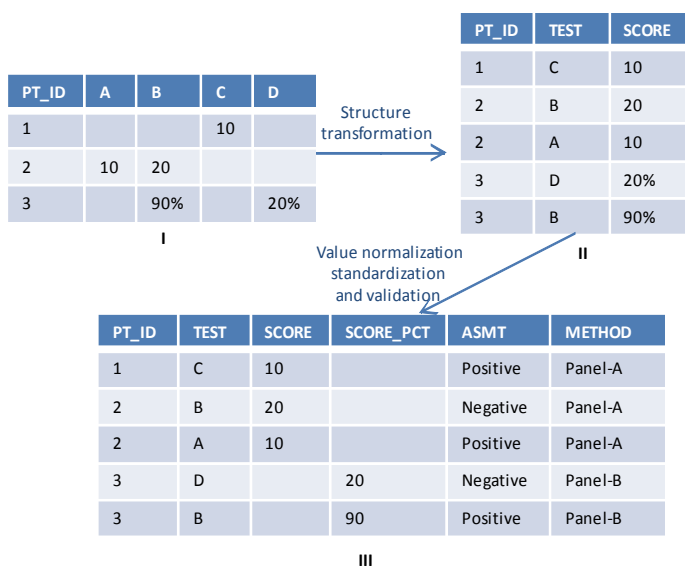 PT_ID A B C D
1 10
2 10 20
3 90% 20%
I
Structure
transformation
PT_ID TEST SCORE
1 C 10
2 B 20
2 A 10
3 D 20%
3 B 90%
II
Value normalization
standardization
and validation
PT_ID TEST SCORE SCORE_PCT ASMT METHOD
1 C 10 Positive Panel-A
2 B 20 Negative Panel-A
2 A 10 Positive Panel-A
3 D 20 Negative Panel-B
3 B 90 Positive Panel-B
III